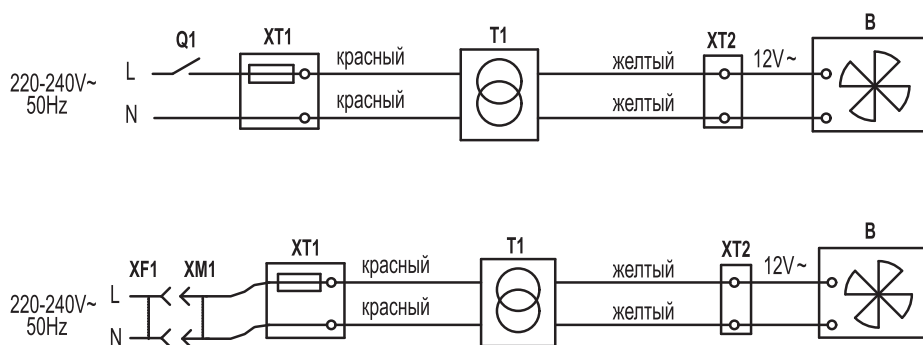 Q1 XT1 T1 XT2 B
L красный желтый 12V~
220-240V~
50Hz
N красный желтый
XF1 XM1 XT1 T1 XT2 B
L красный желтый 12V~
220-240V~
50Hz
N красный желтый